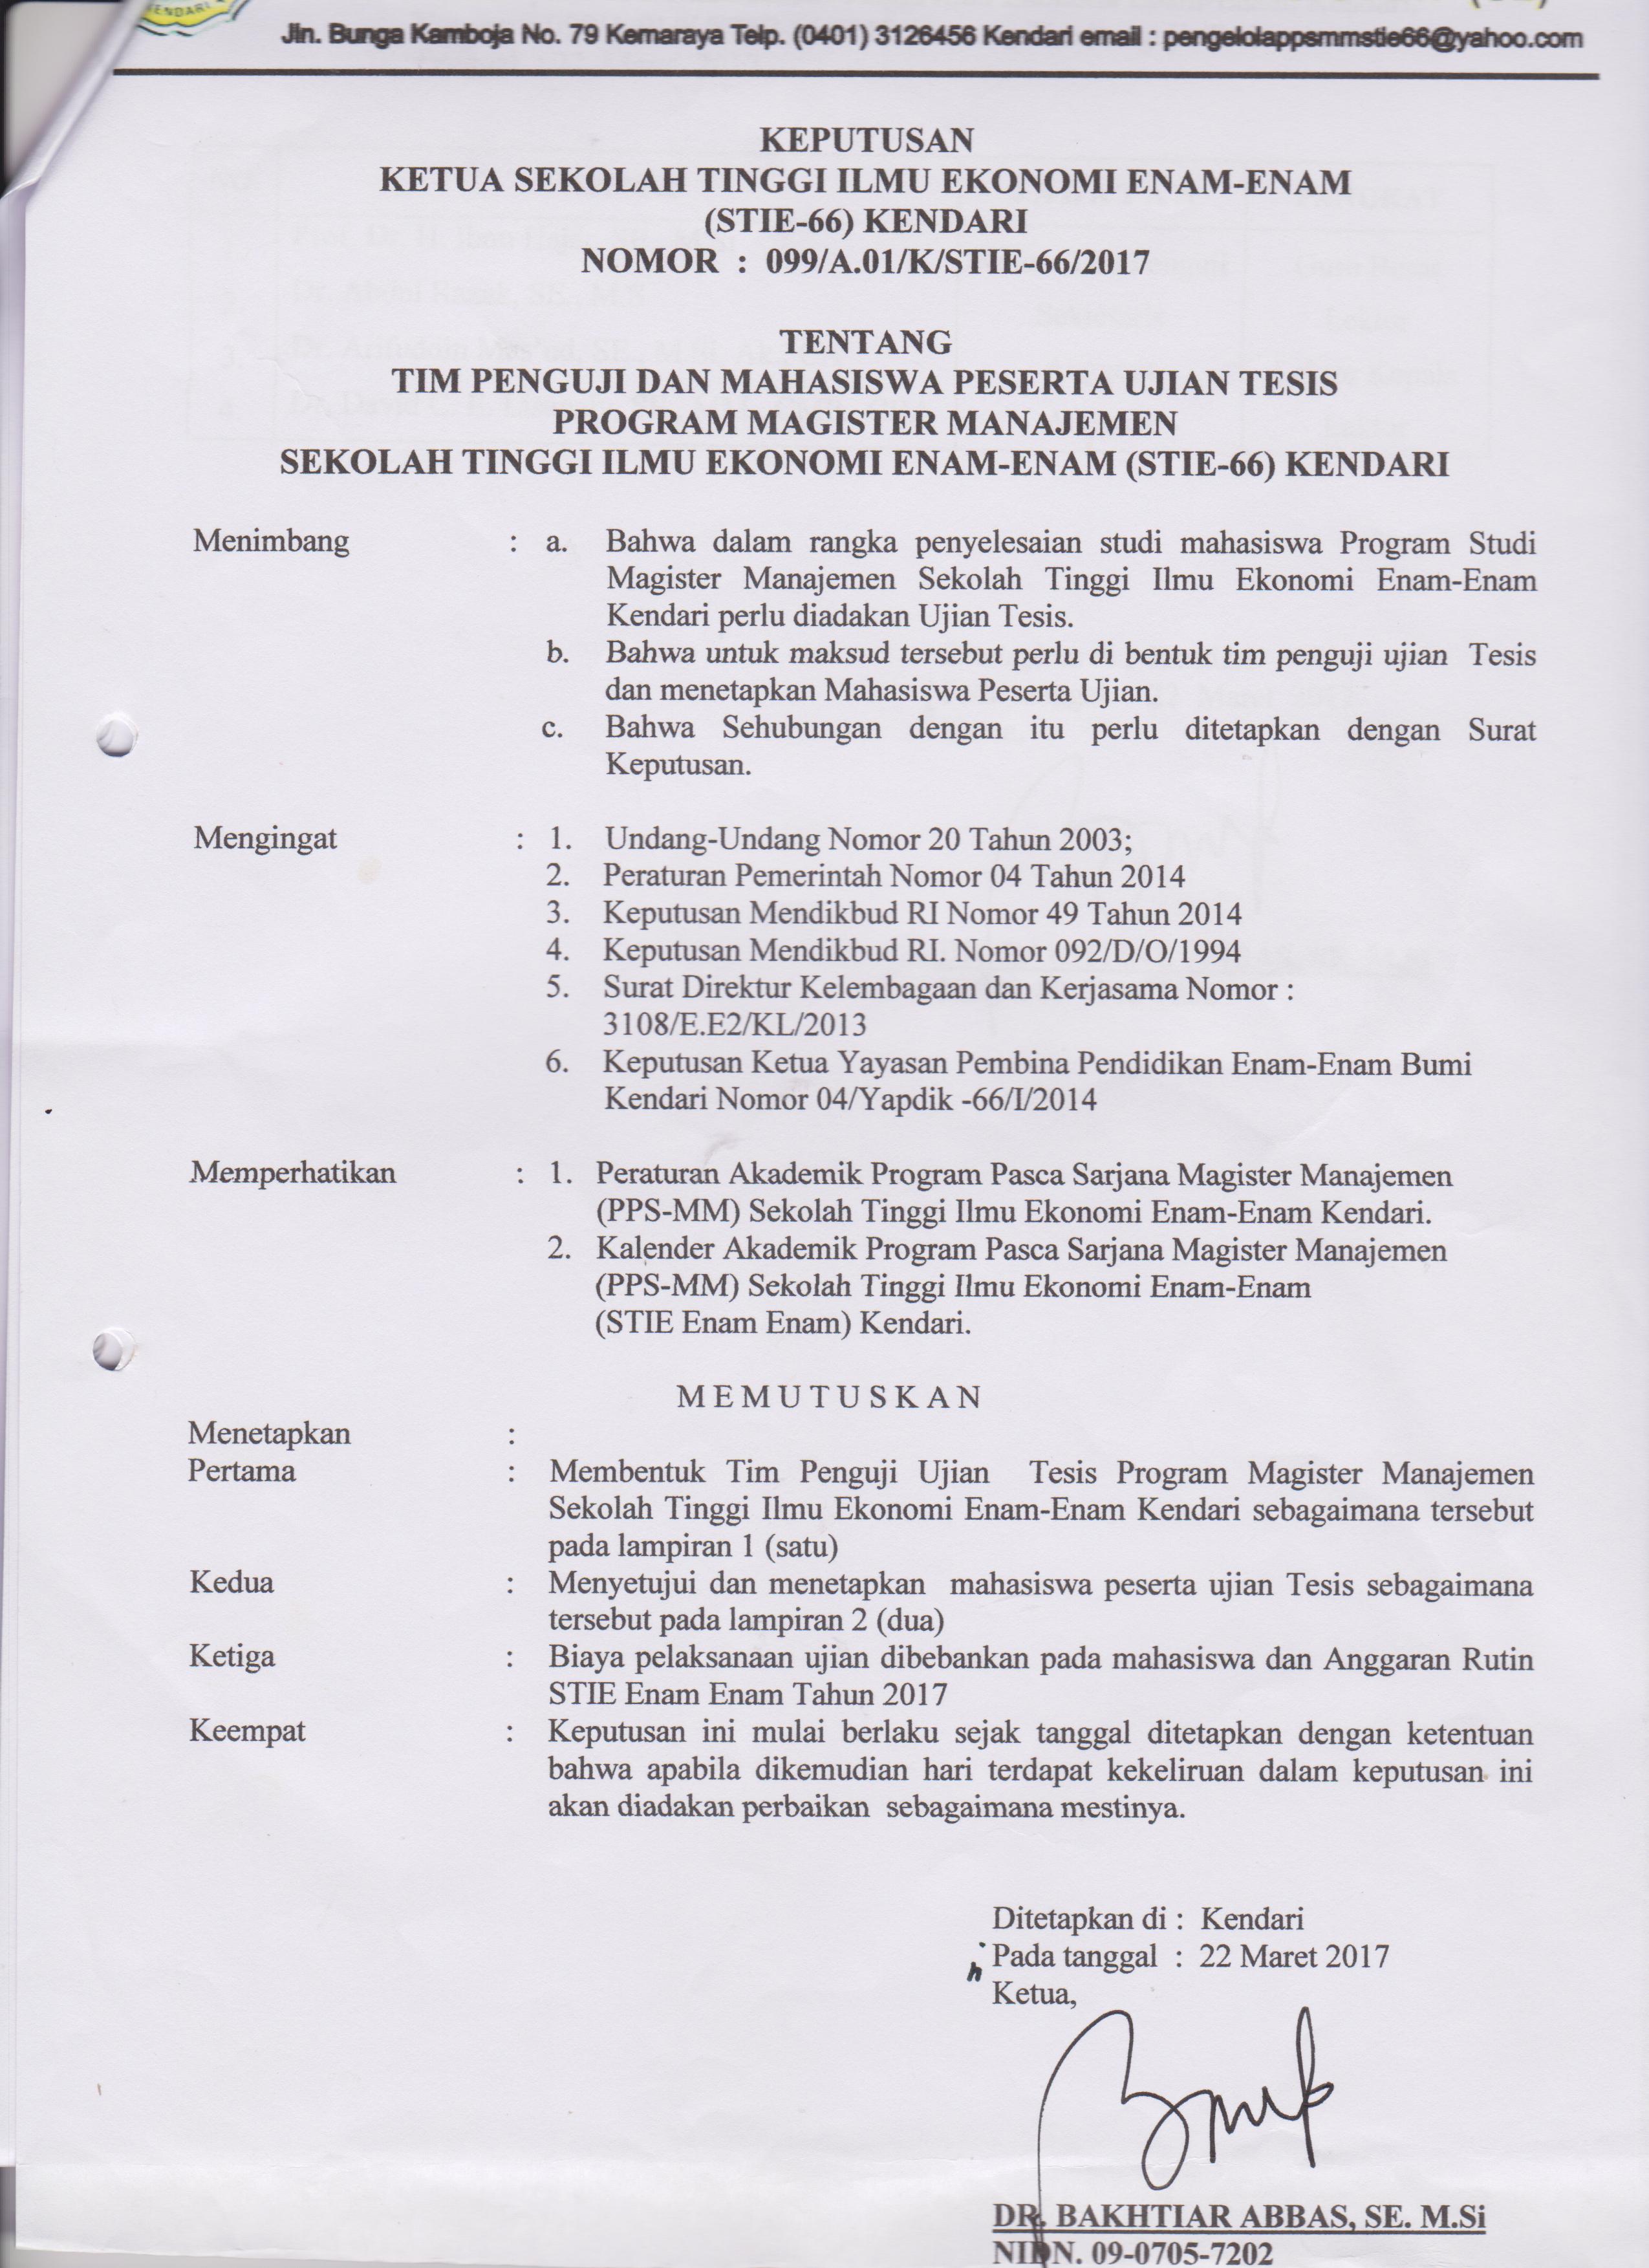 KENDARI
Jln. Bunga Kamboja No. 79 Kemaraya Telp. (0401) 3126456 Kendari email : pengelolappsmmstie66@yahoo.com
KEPUTUSAN
KETUA SEKOLAH TINGGI ILMU EKONOMI ENAM-ENAM
(STIE-66) KENDARI
NOMOR : 099/A.01/K/STIE-66/2017
TENTANG
TIM PENGUJI DAN MAHASISWA PESERTA UJIAN TESIS
PROGRAM MAGISTER MANAJEMEN
SEKOLAH TINGGI ILMU EKONOMI ENAM-ENAM (STIE-66) KENDARI
Menimbang : a. Bahwa dalam rangka penyelesaian studi mahasiswa Program Studi
Magister Manajemen Sekolah Tinggi Ilmu Ekonomi Enam-Enam
Kendari perlu diadakan Ujian Tesis.
b. Bahwa untuk maksud tersebut perlu di bentuk tim penguji ujian Tesis
dan menetapkan Mahasiswa Peserta Ujian.
c. Bahwa Sehubungan dengan itu perlu ditetapkan dengan Surat
Keputusan.
Mengingat : 1. Undang-Undang Nomor 20 Tahun 2003;
2. Peraturan Pemerintah Nomor 04 Tahun 2014
3. Keputusan Mendikbud RI Nomor 49 Tahun 2014
4. Keputusan Mendikbud RI. Nomor 092/D/O/1994
5. Surat Direktur Kelembagaan dan Kerjasama Nomor :
3108/E.E2/KL/2013
6. Keputusan Ketua Yayasan Pembina Pendidikan Enam-Enam Bumi
Kendari Nomor 04/Yapdik -66/I/2014
Memperhatikan : 1. Peraturan Akademik Program Pasca Sarjana Magister Manajemen
(PPS-MM) Sekolah Tinggi Ilmu Ekonomi Enam-Enam Kendari.
2. Kalender Akademik Program Pasca Sarjana Magister Manajemen
(PPS-MM) Sekolah Tinggi Ilmu Ekonomi Enam-Enam
(STIE Enam Enam) Kendari.
M E M U T U S K A N
Menetapkan :
Pertama : Membentuk Tim Penguji Ujian Tesis Program Magister Manajemen
Sekolah Tinggi Ilmu Ekonomi Enam-Enam Kendari sebagaimana tersebut
pada lampiran 1 (satu)
Kedua : Menyetujui dan menetapkan mahasiswa peserta ujian Tesis sebagaimana
tersebut pada lampiran 2 (dua)
Ketiga : Biaya pelaksanaan ujian dibebankan pada mahasiswa dan Anggaran Rutin
STIE Enam Enam Tahun 2017
Keempat : Keputusan ini mulai berlaku sejak tanggal ditetapkan dengan ketentuan
bahwa apabila dikemudian hari terdapat kekeliruan dalam keputusan ini
akan diadakan perbaikan sebagaimana mestinya.
Ditetapkan di : Kendari
Pada tanggal : 22 Maret 2017
Ketua,
DR. BAKHTIAR ABBAS, SE. M.Si
NIDN. 09-0705-7202